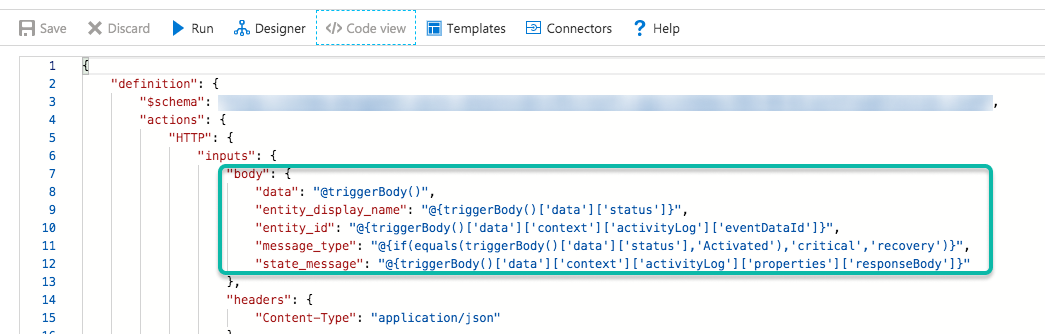 Save Discard Run Designer </> Code view Templates Connectors ? Help
1 {
2 "definition": {
3 "$schema": ,
4 "actions": {
5 "HTTP": {
6 "inputs": {
7 "body": {
8 "data": "@triggerBody()",
9 "entity_display_name": "@{triggerBody()['data']['status']}",
10 "entity_id": "@{triggerBody()['data']['context']['activityLog']['eventDataId']}",
11 "message_type": "@{if(equals(triggerBody()['data']['status'],'Activated'),'critical','recovery')}",
12 "state_message": "@{triggerBody()['data']['context']['activityLog']['properties']['responseBody']}"
13 },
14 "headers": {
15 "Content-Type": "application/json"
16 }